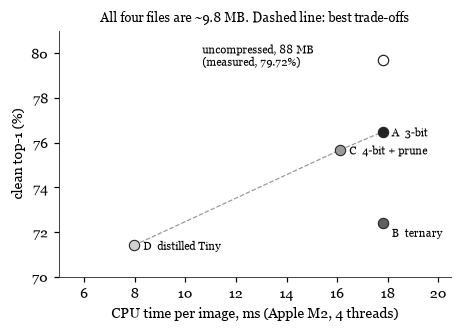 All four files are ~9.8 MB. Dashed line: best trade-offs
uncompressed, 88 MB
(measured, 79.72%)
A 3-bit
C 4-bit + prune
B ternary
D distilled Tiny
clean top-1 (%)
80
78
76
74
72
70
6 8 10 12 14 16 18 20
CPU time per image, ms (Apple M2, 4 threads)